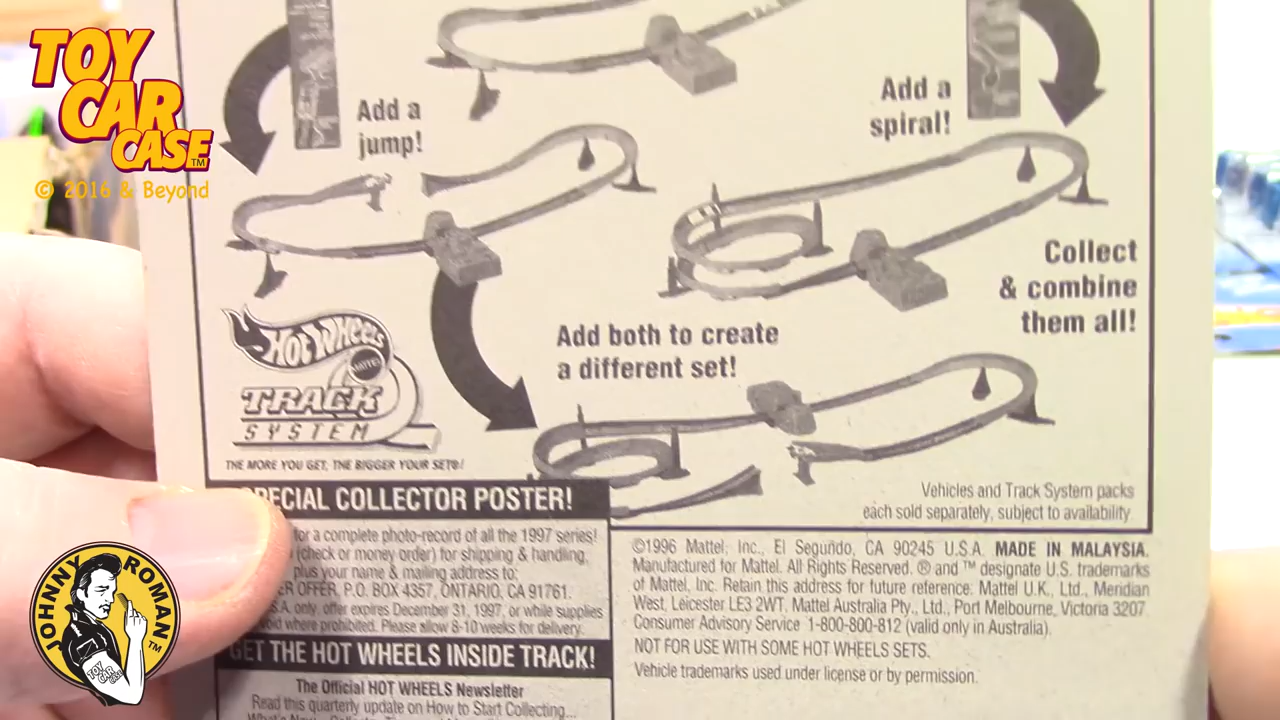 TOY
CAR
CASE™
© 2016 & Beyond
Add a
jump!
Add a
spiral!
Collect
& combine
them all!
Add both to create
a different set!
HOT WHEELS
MATTEL
TRACK
SYSTEM
THE MORE YOU GET, THE BIGGER YOUR SETS!
Vehicles and Track System packs
each sold separately, subject to availability.
SPECIAL COLLECTOR POSTER!
for a complete photo-record of all the 1997 series!
(check or money order) for shipping & handling,
plus your name & mailing address to:
OFFER, P.O. BOX 4357, ONTARIO, CA 91761.
only, offer expires December 31, 1997, or while supplies
where prohibited. Please allow 8-10 weeks for delivery.
GET THE HOT WHEELS INSIDE TRACK!
The Official HOT WHEELS Newsletter
Read this quarterly update on How to Start Collecting...
©1996 Mattel, Inc., El Segundo, CA 90245 U.S.A. MADE IN MALAYSIA.
Manufactured for Mattel. All Rights Reserved. ® and ™ designate U.S. trademarks
of Mattel, Inc. Retain this address for future reference: Mattel U.K., Ltd., Meridian
West, Leicester LE3 2WT. Mattel Australia Pty., Ltd., Port Melbourne, Victoria 3207.
Consumer Advisory Service 1-800-800-812 (valid only in Australia).
NOT FOR USE WITH SOME HOT WHEELS SETS.
Vehicle trademarks used under license or by permission.
JOHNNY ROMAN™
TOY
CAR
CASE